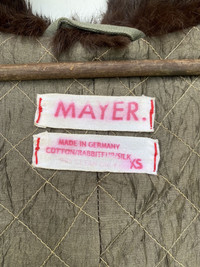 MAYER.
MADE IN GERMANY
COTTON/RABBITFUR/SILK
XS